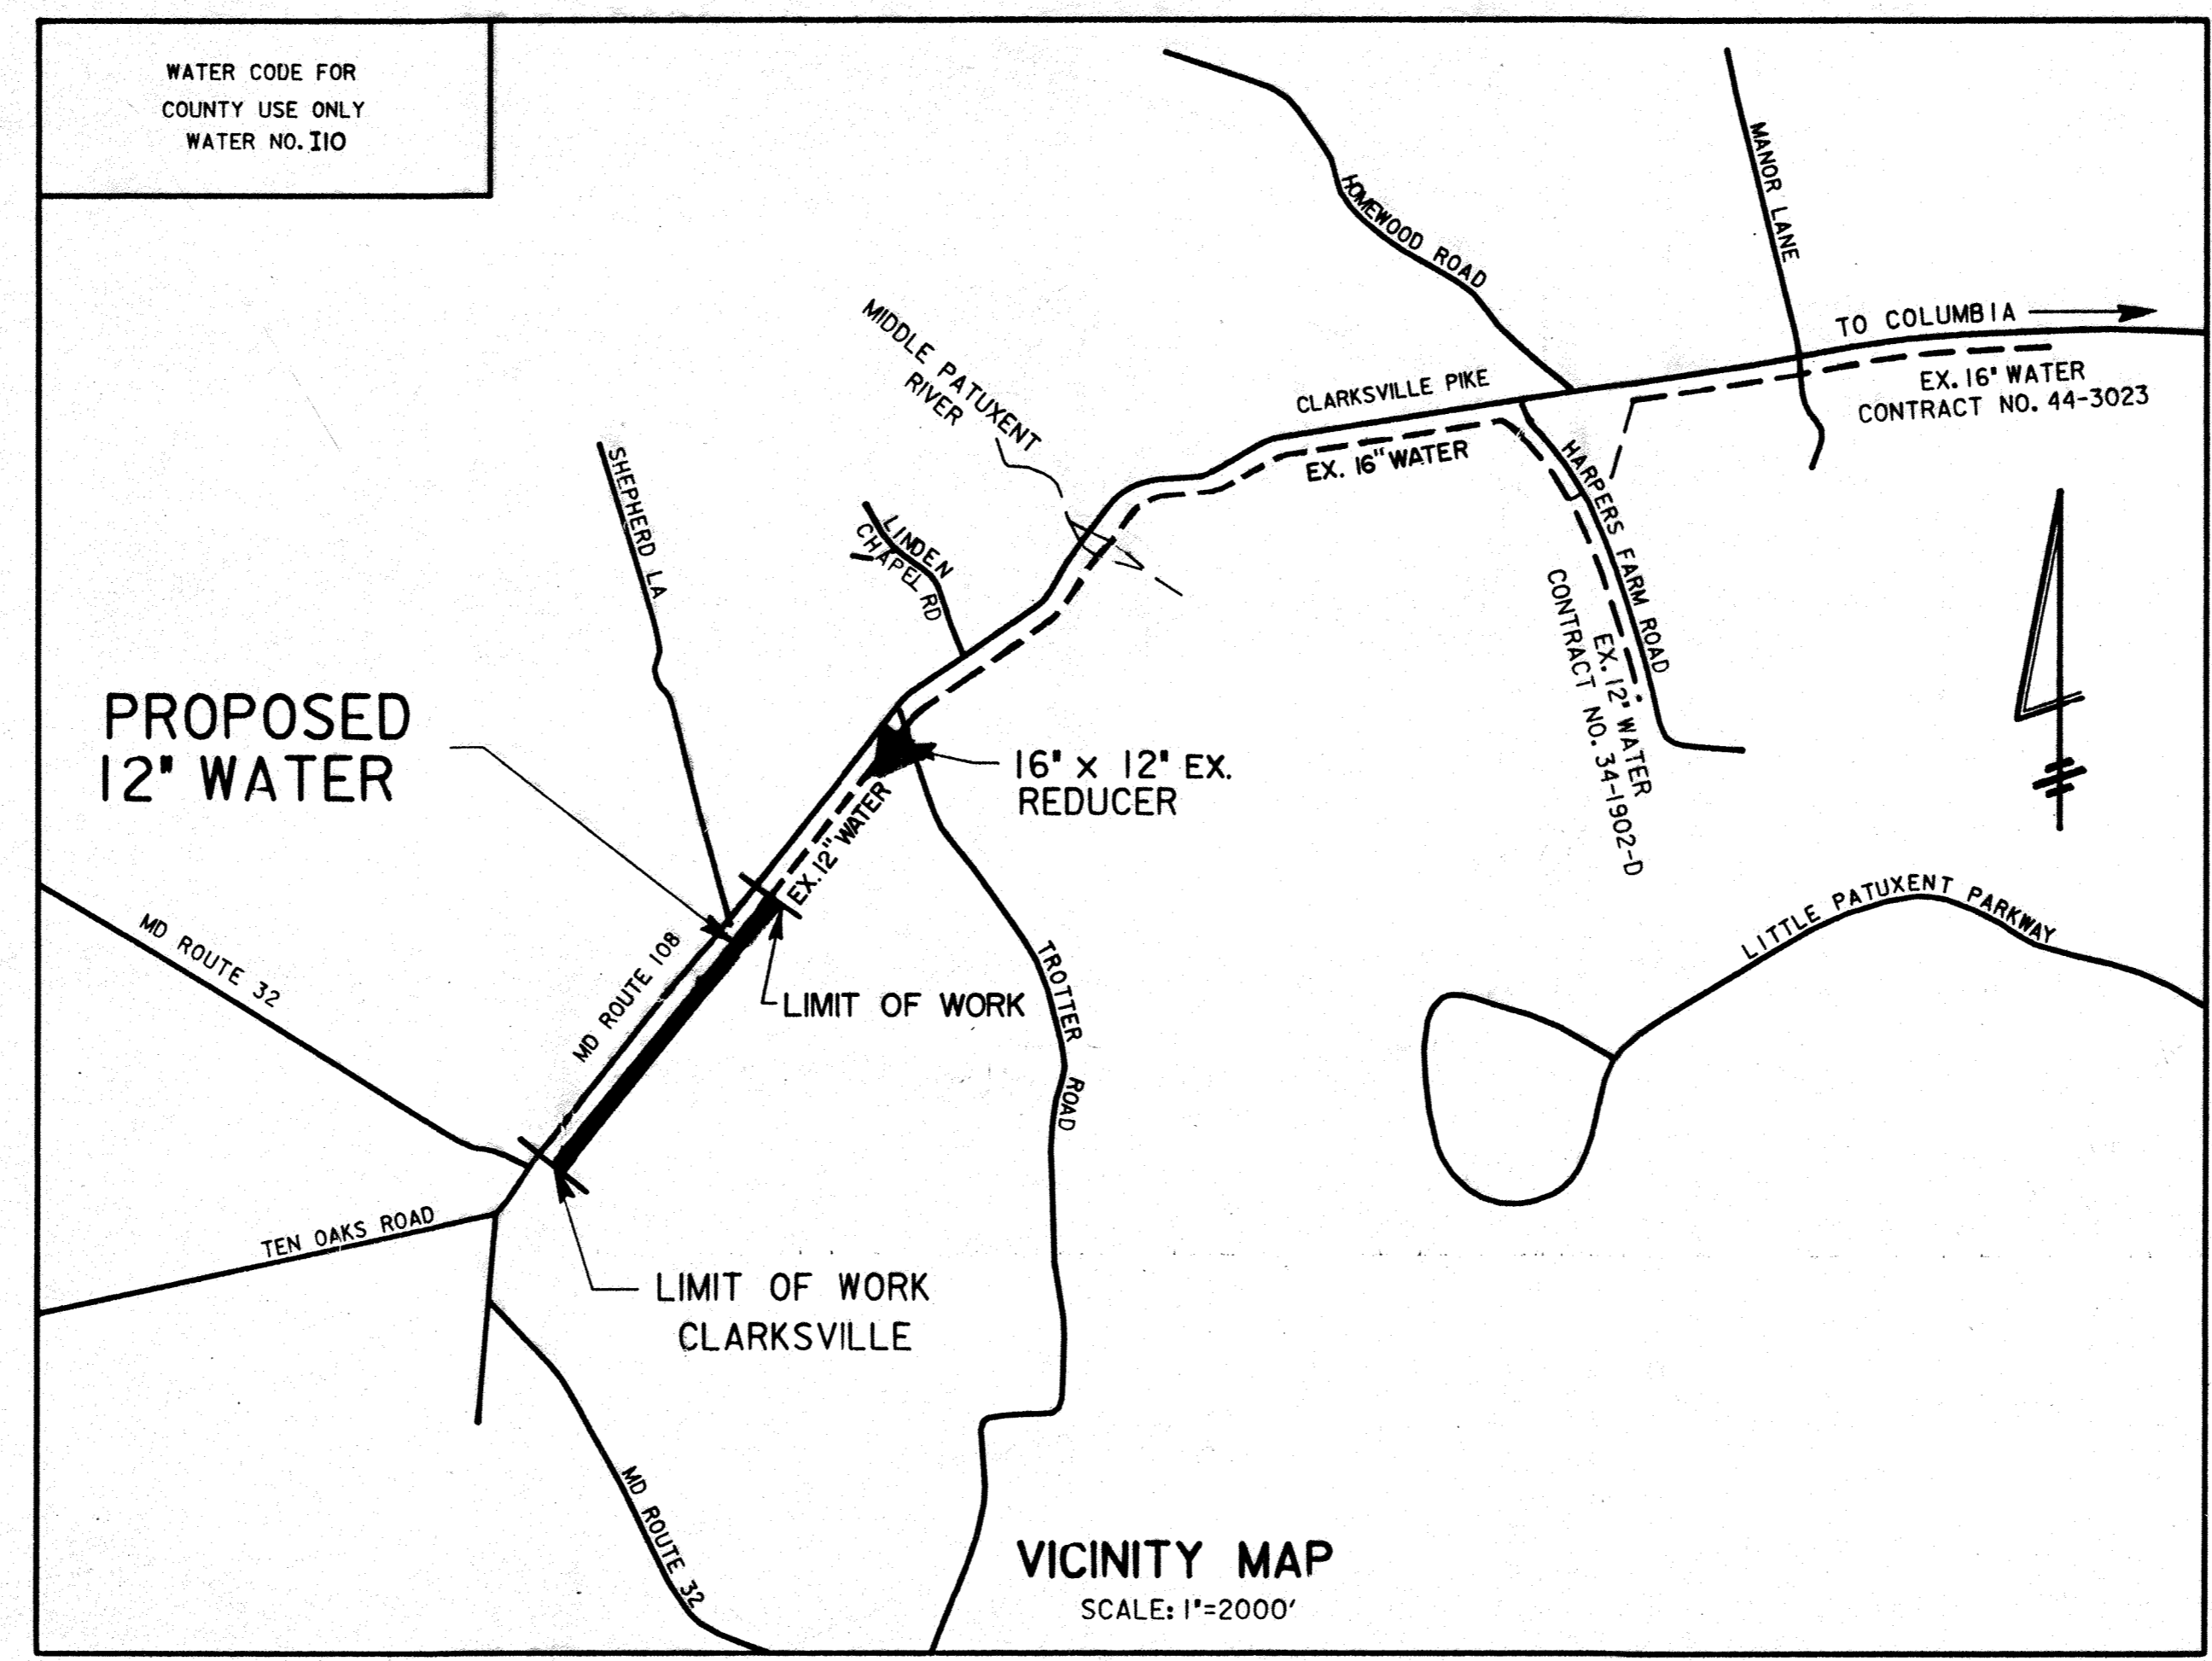 WATER CODE FOR
COUNTY USE ONLY
WATER NO. I10
HOMEWOOD ROAD
MANOR LANE
TO COLUMBIA
EX. 16" WATER
CONTRACT NO. 44-3023
MIDDLE PATUXENT
RIVER
CLARKSVILLE PIKE
EX. 16" WATER
HARPERS FARM ROAD
EX. 12" WATER
CONTRACT NO. 34-1902-D
SHEPHERD LA
LINDEN
CHAPEL RD
PROPOSED
12" WATER
16" x 12" EX.
REDUCER
EX. 12" WATER
LITTLE PATUXENT PARKWAY
MD ROUTE 32
MD ROUTE 108
LIMIT OF WORK
TROTTER ROAD
TEN OAKS ROAD
LIMIT OF WORK
CLARKSVILLE
MD ROUTE 32
VICINITY MAP
SCALE: 1"=2000'